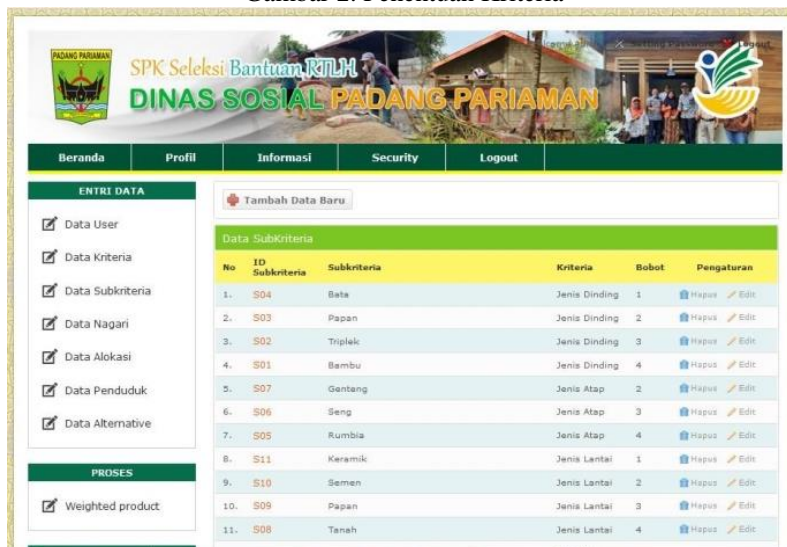 PADANG PARIAMAN
SPK Seleksi Bantuan RTLH
DINAS SOSIAL PADANG PARIAMAN
Logout
Beranda Profil Informasi Security Logout
ENTRI DATA
Data User
Data Kriteria
Data Subkriteria
Data Nagari
Data Alokasi
Data Penduduk
Data Alternative
PROSES
Weighted product
Tambah Data Baru
Data SubKriteria
No ID Subkriteria Subkriteria Kriteria Bobot Pengaturan
1. S04 Bata Jenis Dinding 1 Hapus Edit
2. S03 Papan Jenis Dinding 2 Hapus Edit
3. S02 Triplek Jenis Dinding 3 Hapus Edit
4. S01 Bambu Jenis Dinding 4 Hapus Edit
5. S07 Genteng Jenis Atap 2 Hapus Edit
6. S06 Seng Jenis Atap 3 Hapus Edit
7. S05 Rumbia Jenis Atap 4 Hapus Edit
8. S11 Keramik Jenis Lantai 1 Hapus Edit
9. S10 Semen Jenis Lantai 2 Hapus Edit
10. S09 Papan Jenis Lantai 3 Hapus Edit
11. S08 Tanah Jenis Lantai 4 Hapus Edit